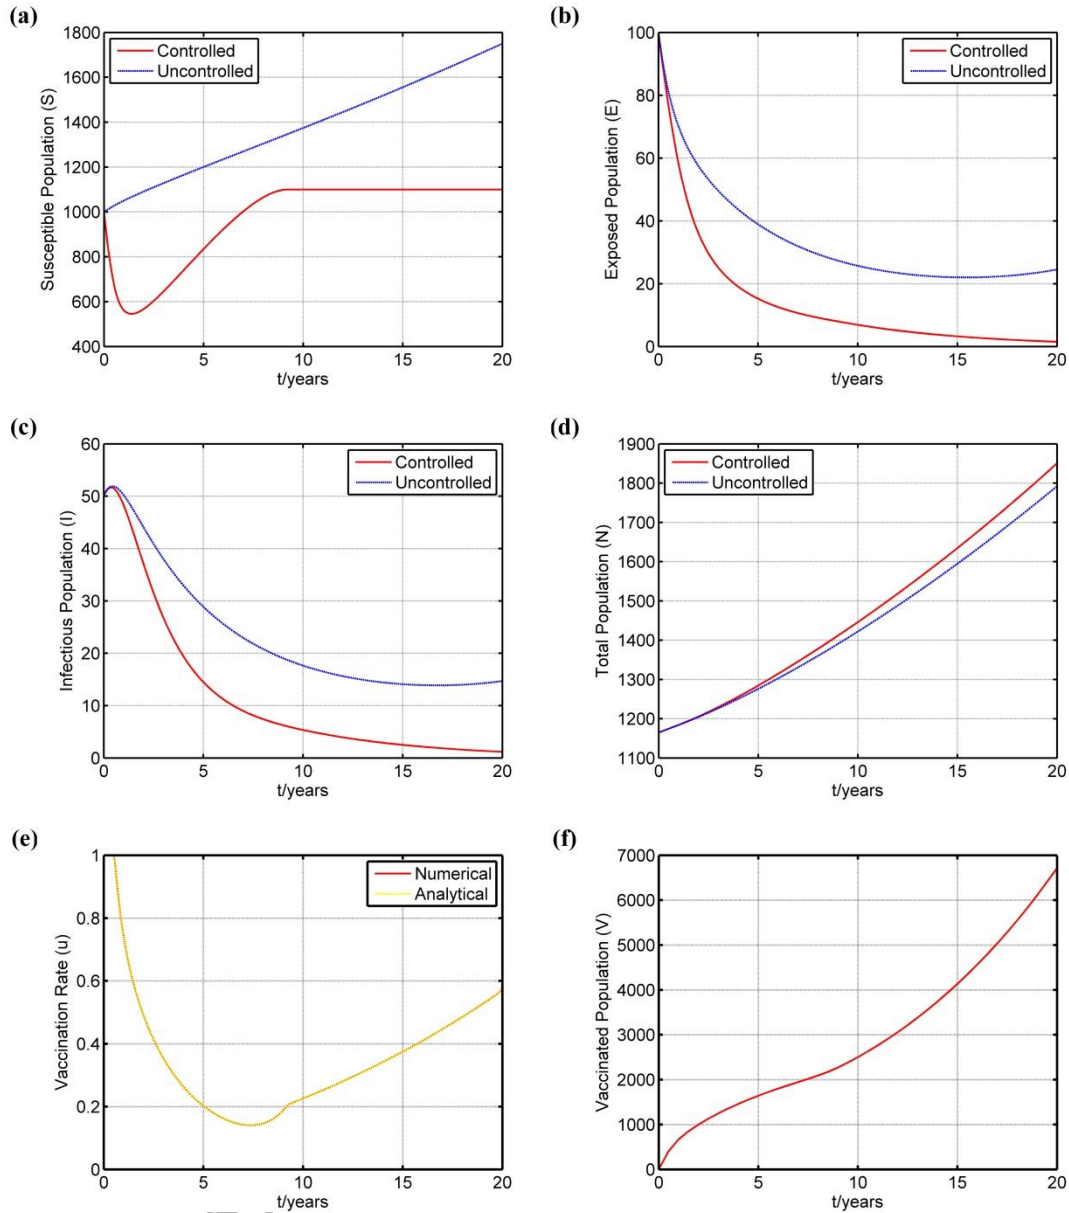 (a)
1800
1600
1400
1200
1000
800
600
400
Susceptible Population (S)
Controlled
Uncontrolled
0 5 10 15 20
t/years
(b)
100
80
60
40
20
0
Exposed Population (E)
Controlled
Uncontrolled
0 5 10 15 20
t/years
(c)
60
50
40
30
20
10
0
Infectious Population (I)
Controlled
Uncontrolled
0 5 10 15 20
t/years
(d)
1900
1800
1700
1600
1500
1400
1300
1200
1100
Total Population (N)
Controlled
Uncontrolled
0 5 10 15 20
t/years
(e)
1
0.8
0.6
0.4
0.2
0
Vaccination Rate (u)
Numerical
Analytical
0 5 10 15 20
t/years
(f)
7000
6000
5000
4000
3000
2000
1000
0
Vaccinated Population (V)
0 5 10 15 20
t/years